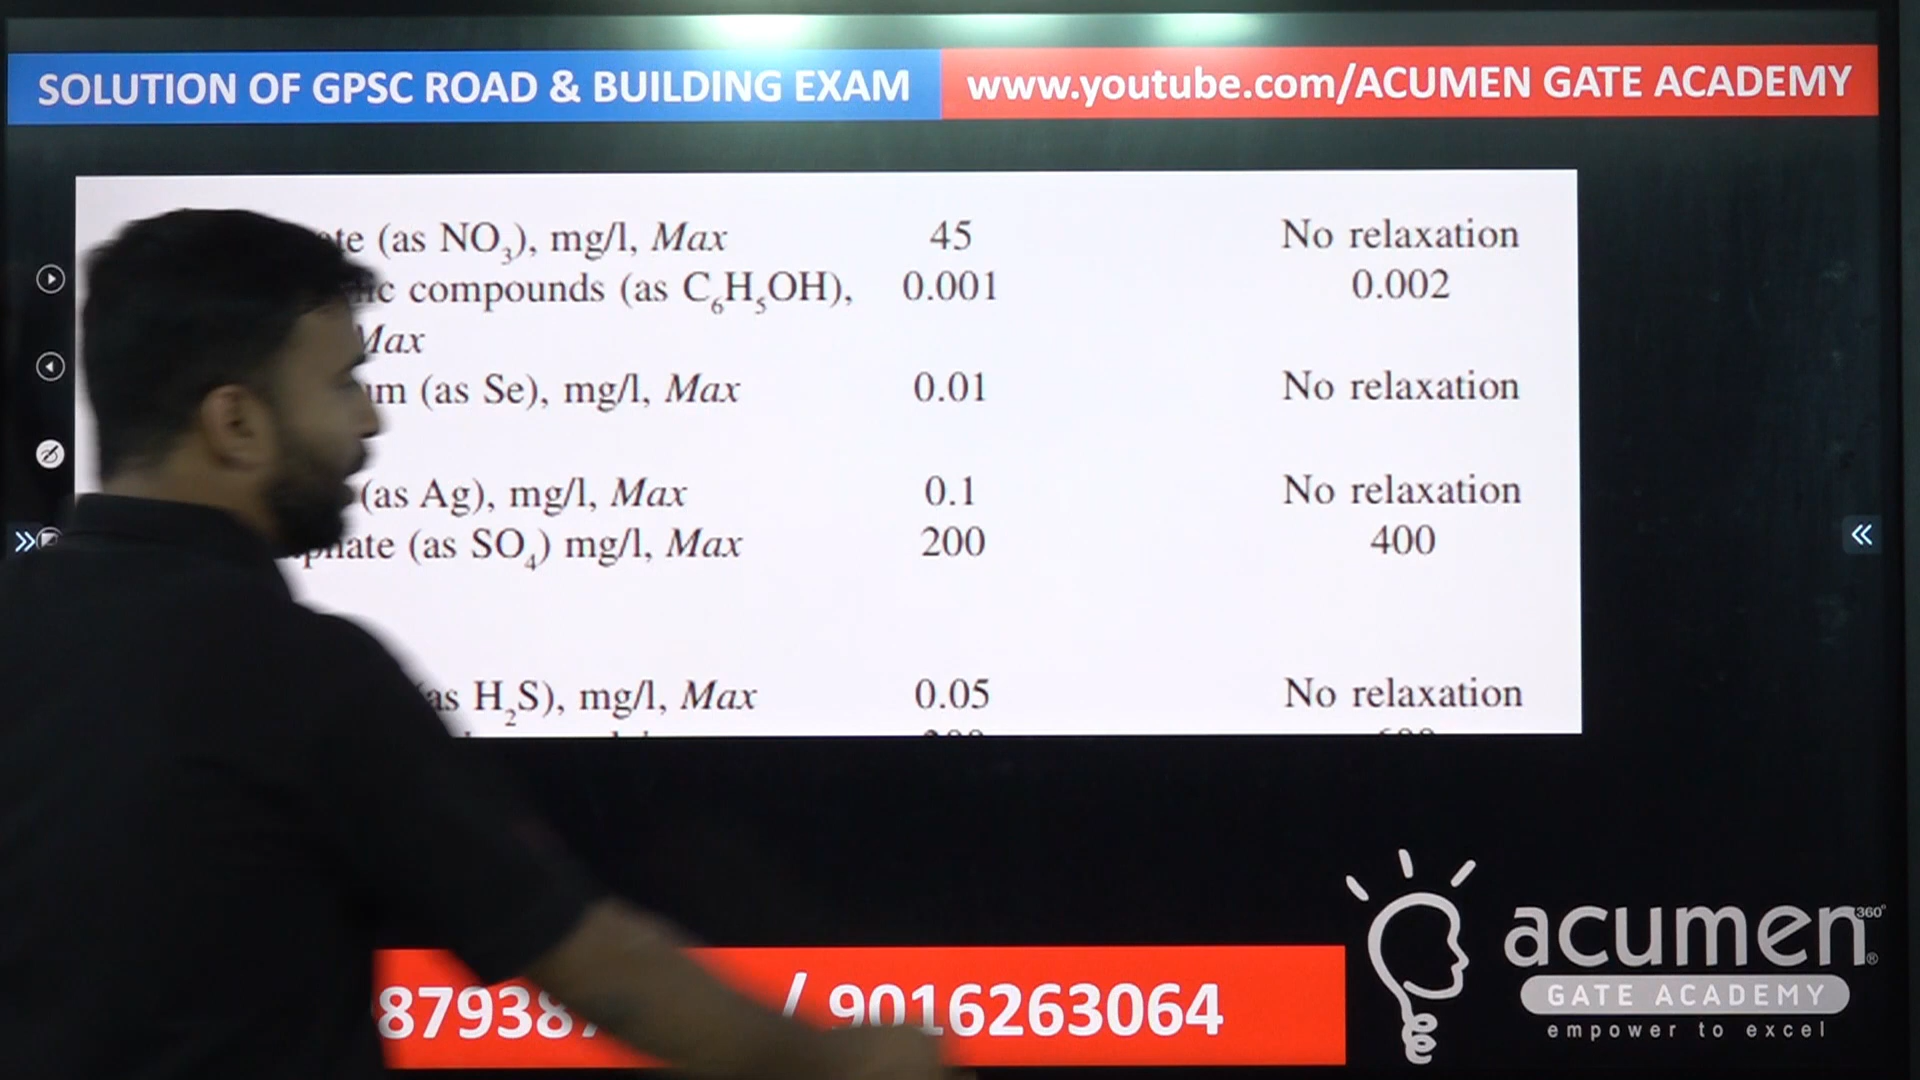 SOLUTION OF GPSC ROAD & BUILDING EXAM www.youtube.com/ACUMEN GATE ACADEMY
(as NO3), mg/l, Max 45 No relaxation
compounds (as C6H5OH), 0.001 0.002
Max
(as Se), mg/l, Max 0.01 No relaxation
(as Ag), mg/l, Max 0.1 No relaxation
(as SO4) mg/l, Max 200 400
(as H2S), mg/l, Max 0.05 No relaxation
/ 9016263064
acumen 360°
®
GATE ACADEMY
empower to excel